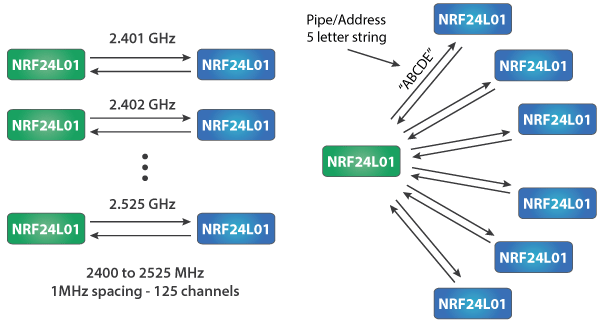 2.401 GHz
NRF24L01
NRF24L01
2.402 GHz
NRF24L01
NRF24L01
2.525 GHz
NRF24L01
NRF24L01
2400 to 2525 MHz
1MHz spacing - 125 channels
Pipe/Address
5 letter string
"ABCDE"
NRF24L01
NRF24L01
NRF24L01
NRF24L01
NRF24L01
NRF24L01
NRF24L01